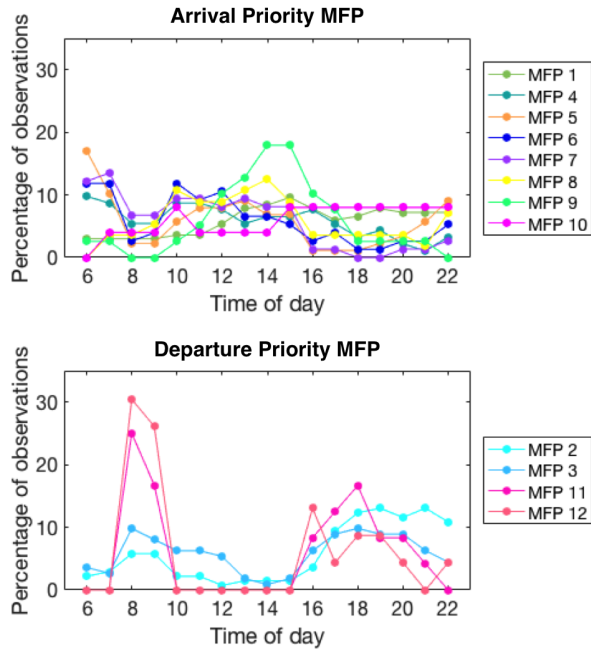 Arrival Priority MFP
Percentage of observations
30
20
10
0
6 8 10 12 14 16 18 20 22
Time of day
MFP 1
MFP 4
MFP 5
MFP 6
MFP 7
MFP 8
MFP 9
MFP 10
Departure Priority MFP
Percentage of observations
30
20
10
0
6 8 10 12 14 16 18 20 22
Time of day
MFP 2
MFP 3
MFP 11
MFP 12